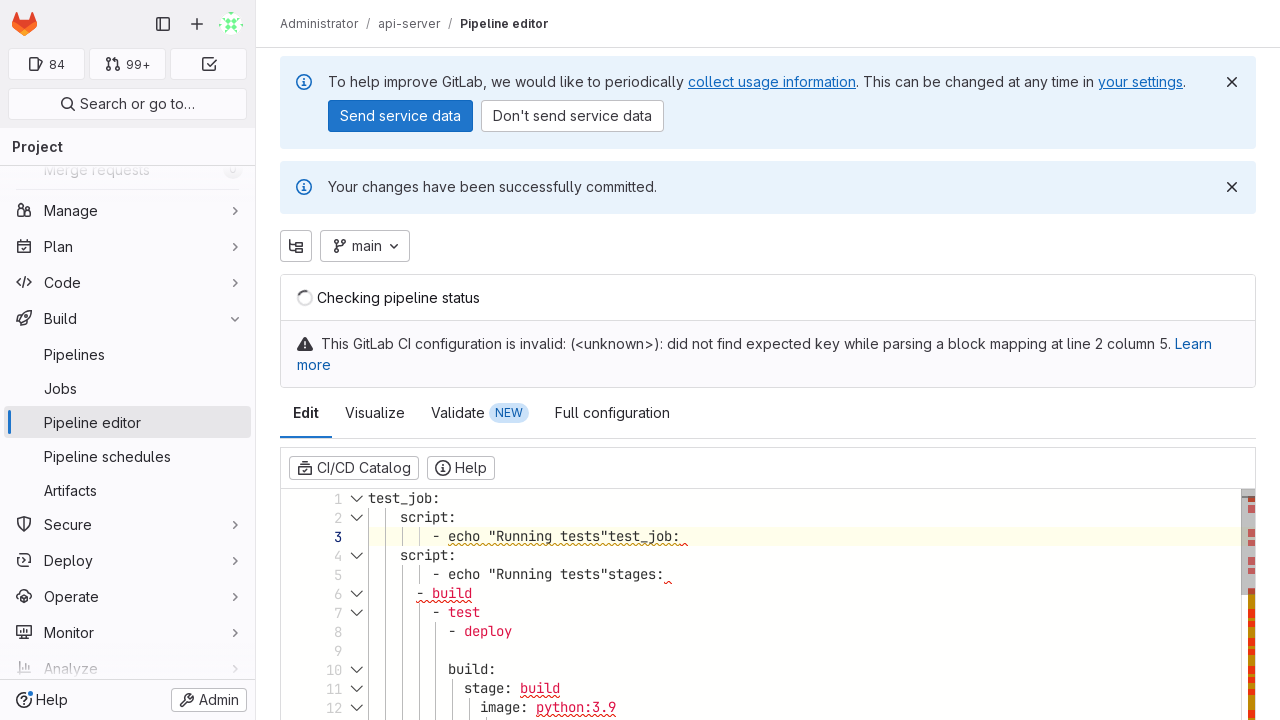 Administrator / api-server / Pipeline editor
84
99+
Search or go to…
Project
Merge requests
Manage
Plan
Code
Build
Pipelines
Jobs
Pipeline editor
Pipeline schedules
Artifacts
Secure
Deploy
Operate
Monitor
Analyze
Help
Admin
To help improve GitLab, we would like to periodically collect usage information. This can be changed at any time in your settings.
Send service data
Don't send service data
Your changes have been successfully committed.
main
Checking pipeline status
This GitLab CI configuration is invalid: (<unknown>): did not find expected key while parsing a block mapping at line 2 column 5. Learn
more
Edit Visualize Validate NEW Full configuration
CI/CD Catalog
Help
1 test_job:
2 script:
3 - echo "Running tests"test_job:
4 script:
5 - echo "Running tests"stages:
6 - build
7 - test
8 - deploy
9
10 build:
11 stage: build
12 image: python:3.9